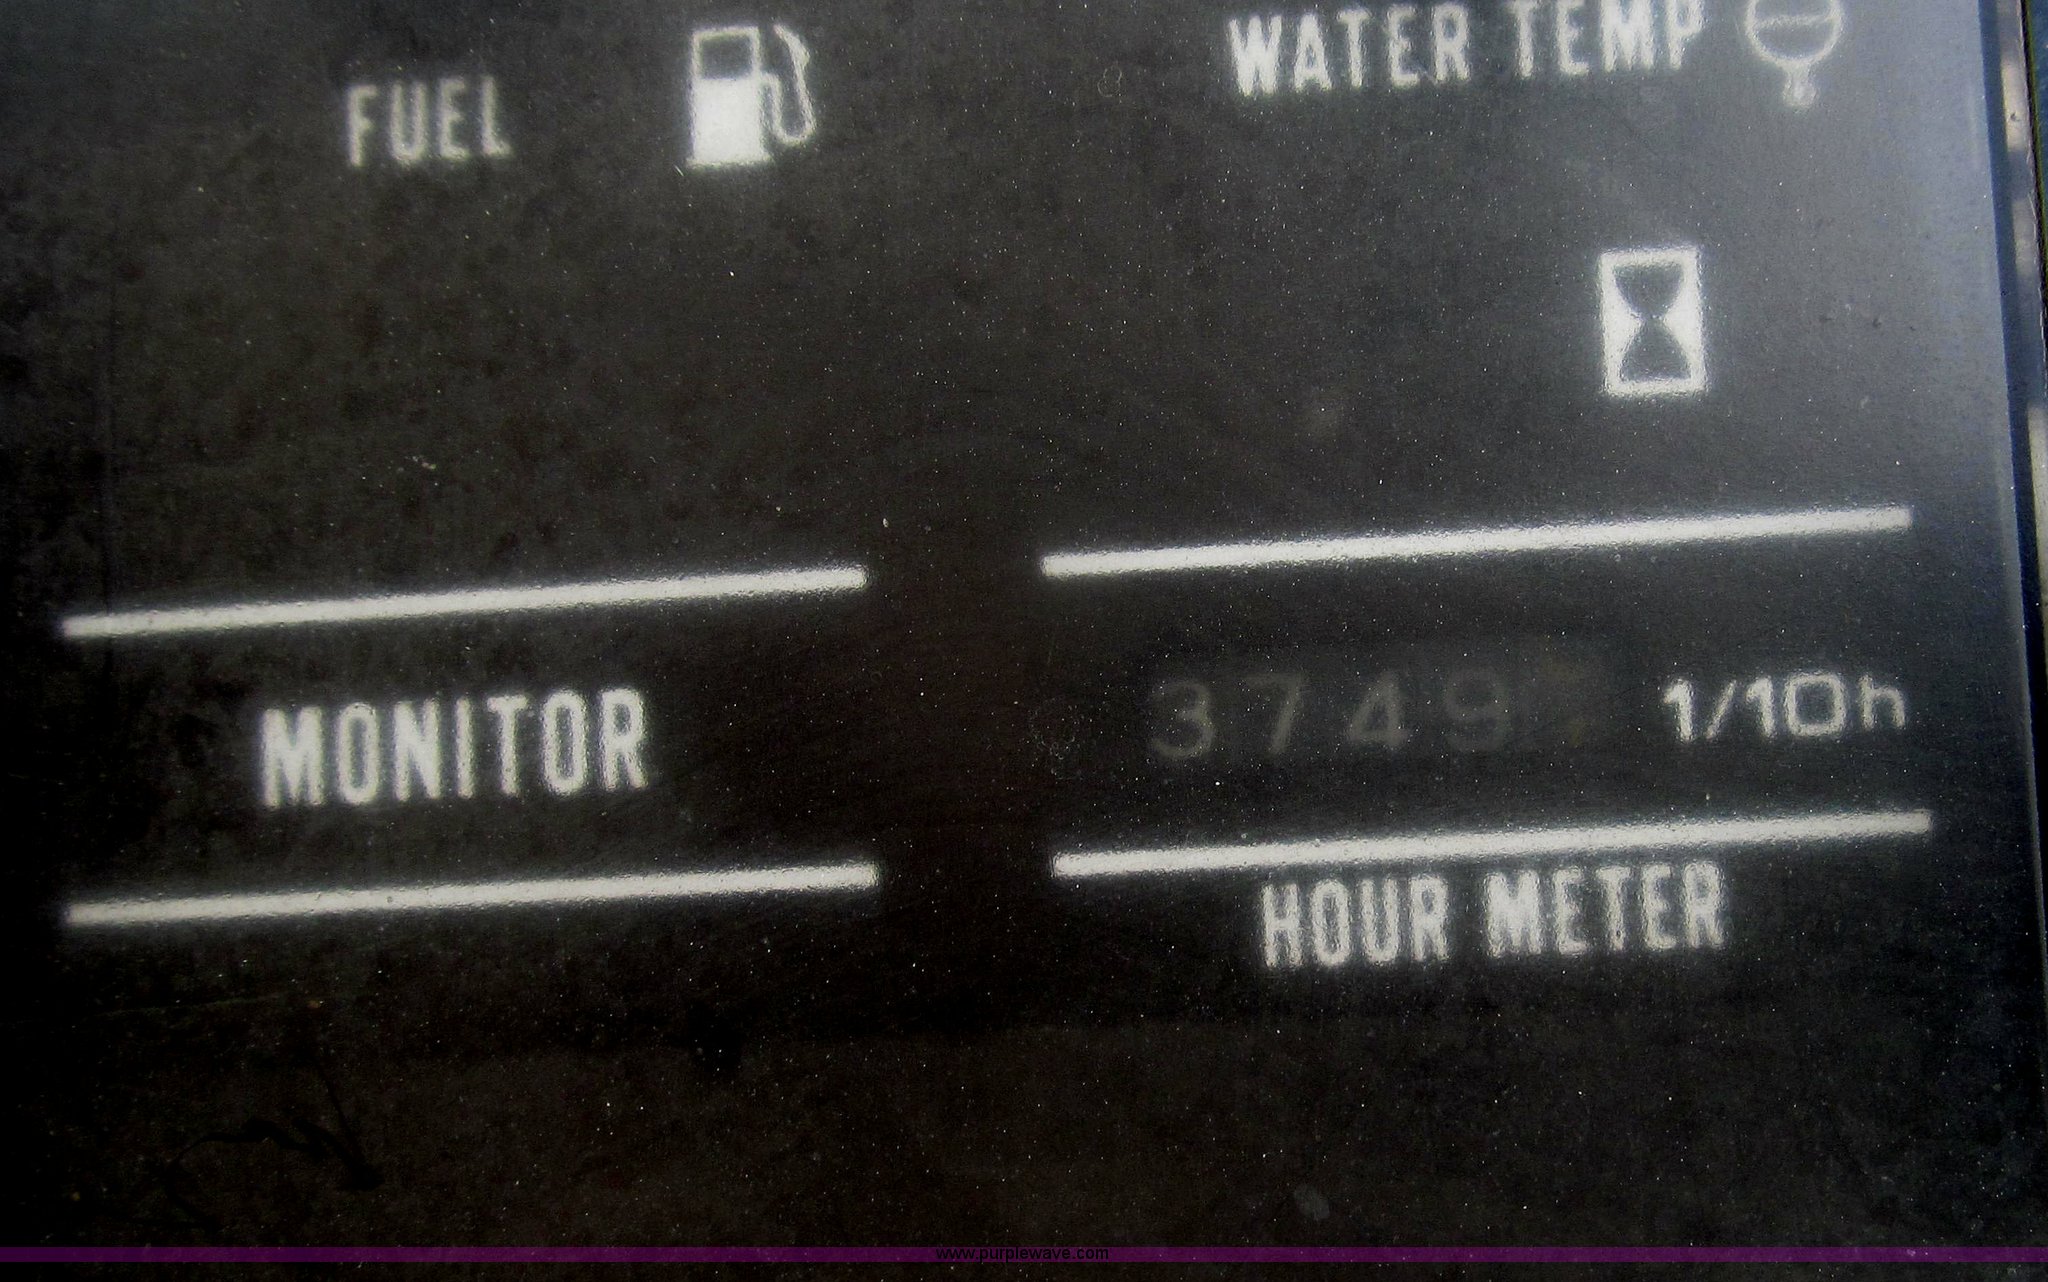 FUEL
WATER TEMP
MONITOR
3749
1/10h
HOUR METER
www.purplewave.com